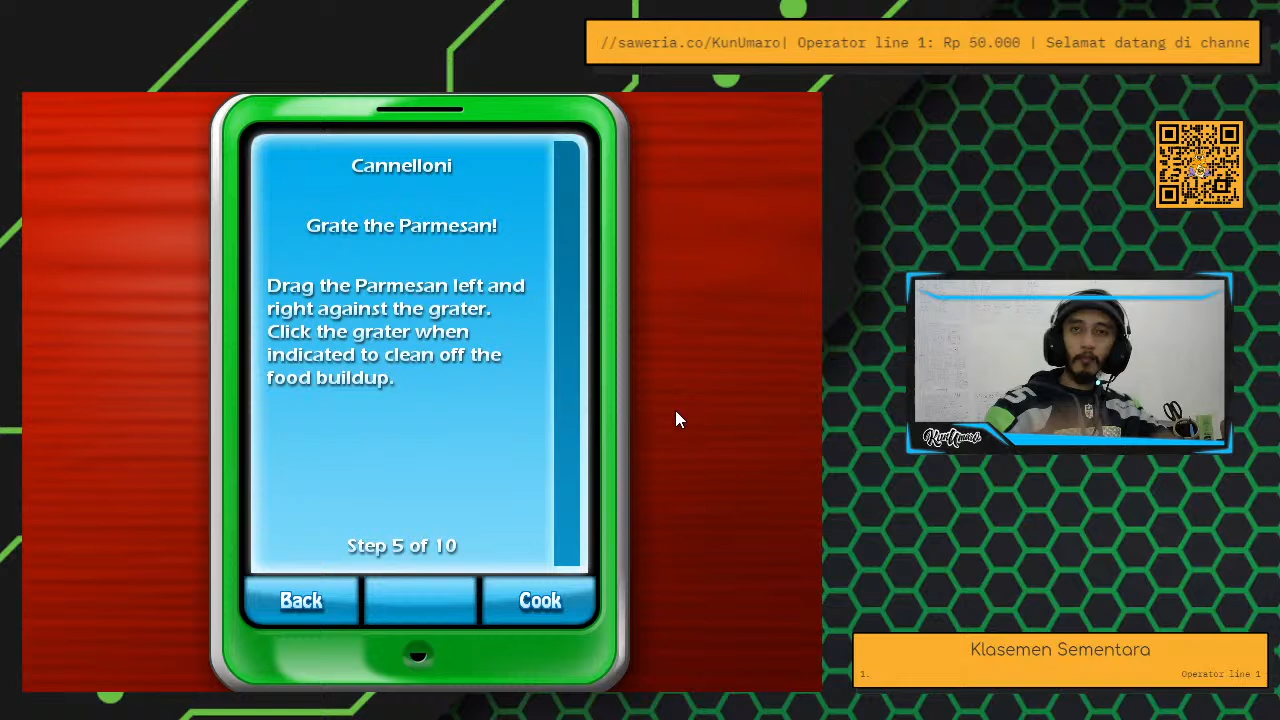 //saweria.co/KunUmaro| Operator line 1: Rp 50.000 | Selamat datang di channe
Cannelloni
Grate the Parmesan!
Drag the Parmesan left and
right against the grater.
Click the grater when
indicated to clean off the
food buildup.
Step 5 of 10
Back
Cook
KunUmaro
Klasemen Sementara
1.
Operator line 1